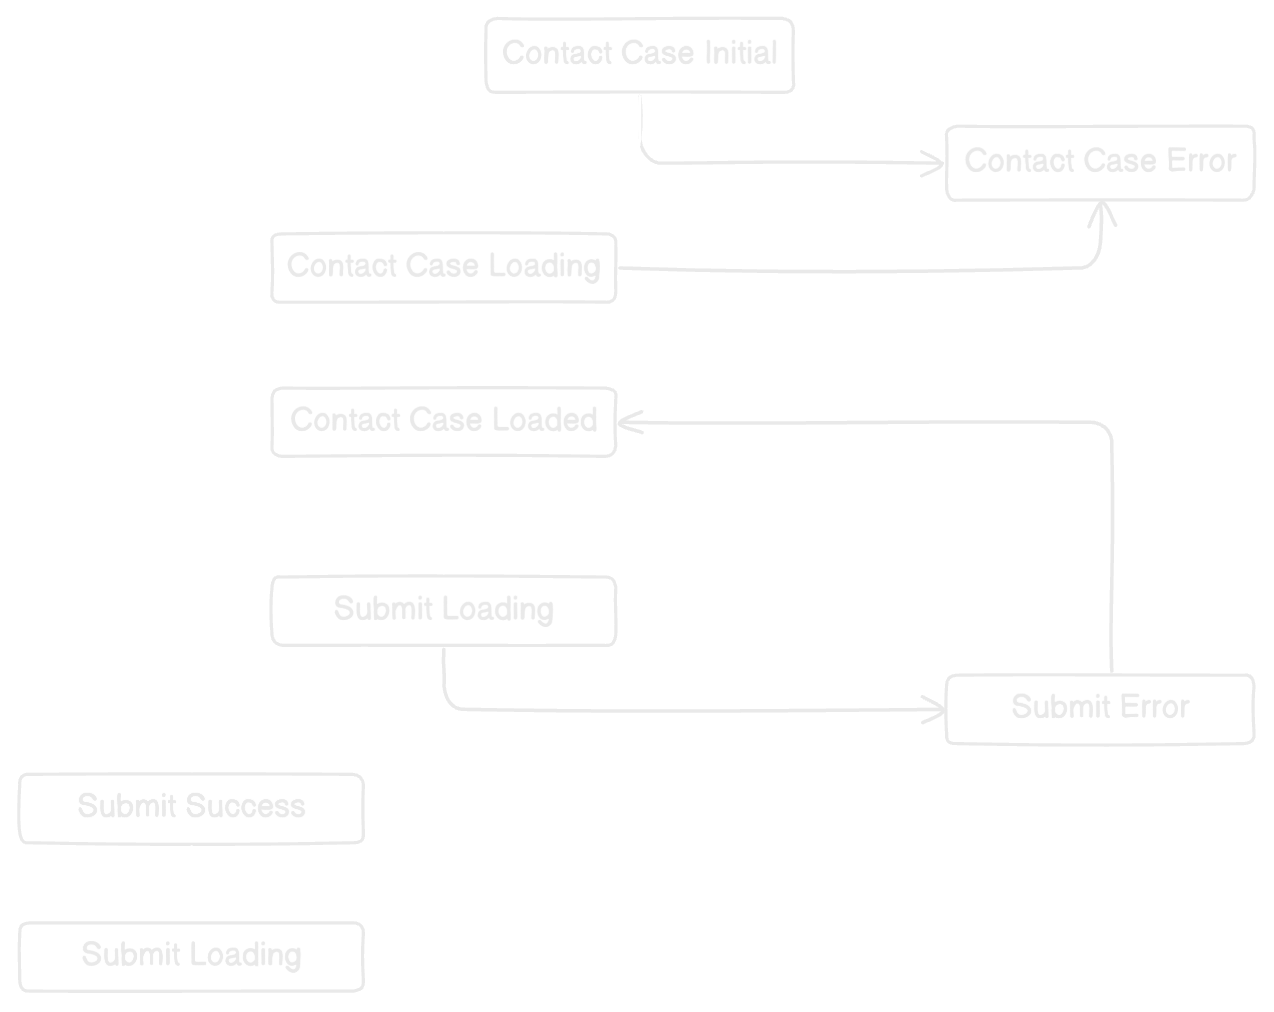 Contact Case Initial
Contact Case Error
Contact Case Loading
Contact Case Loaded
Submit Loading
Submit Error
Submit Success
Submit Loading